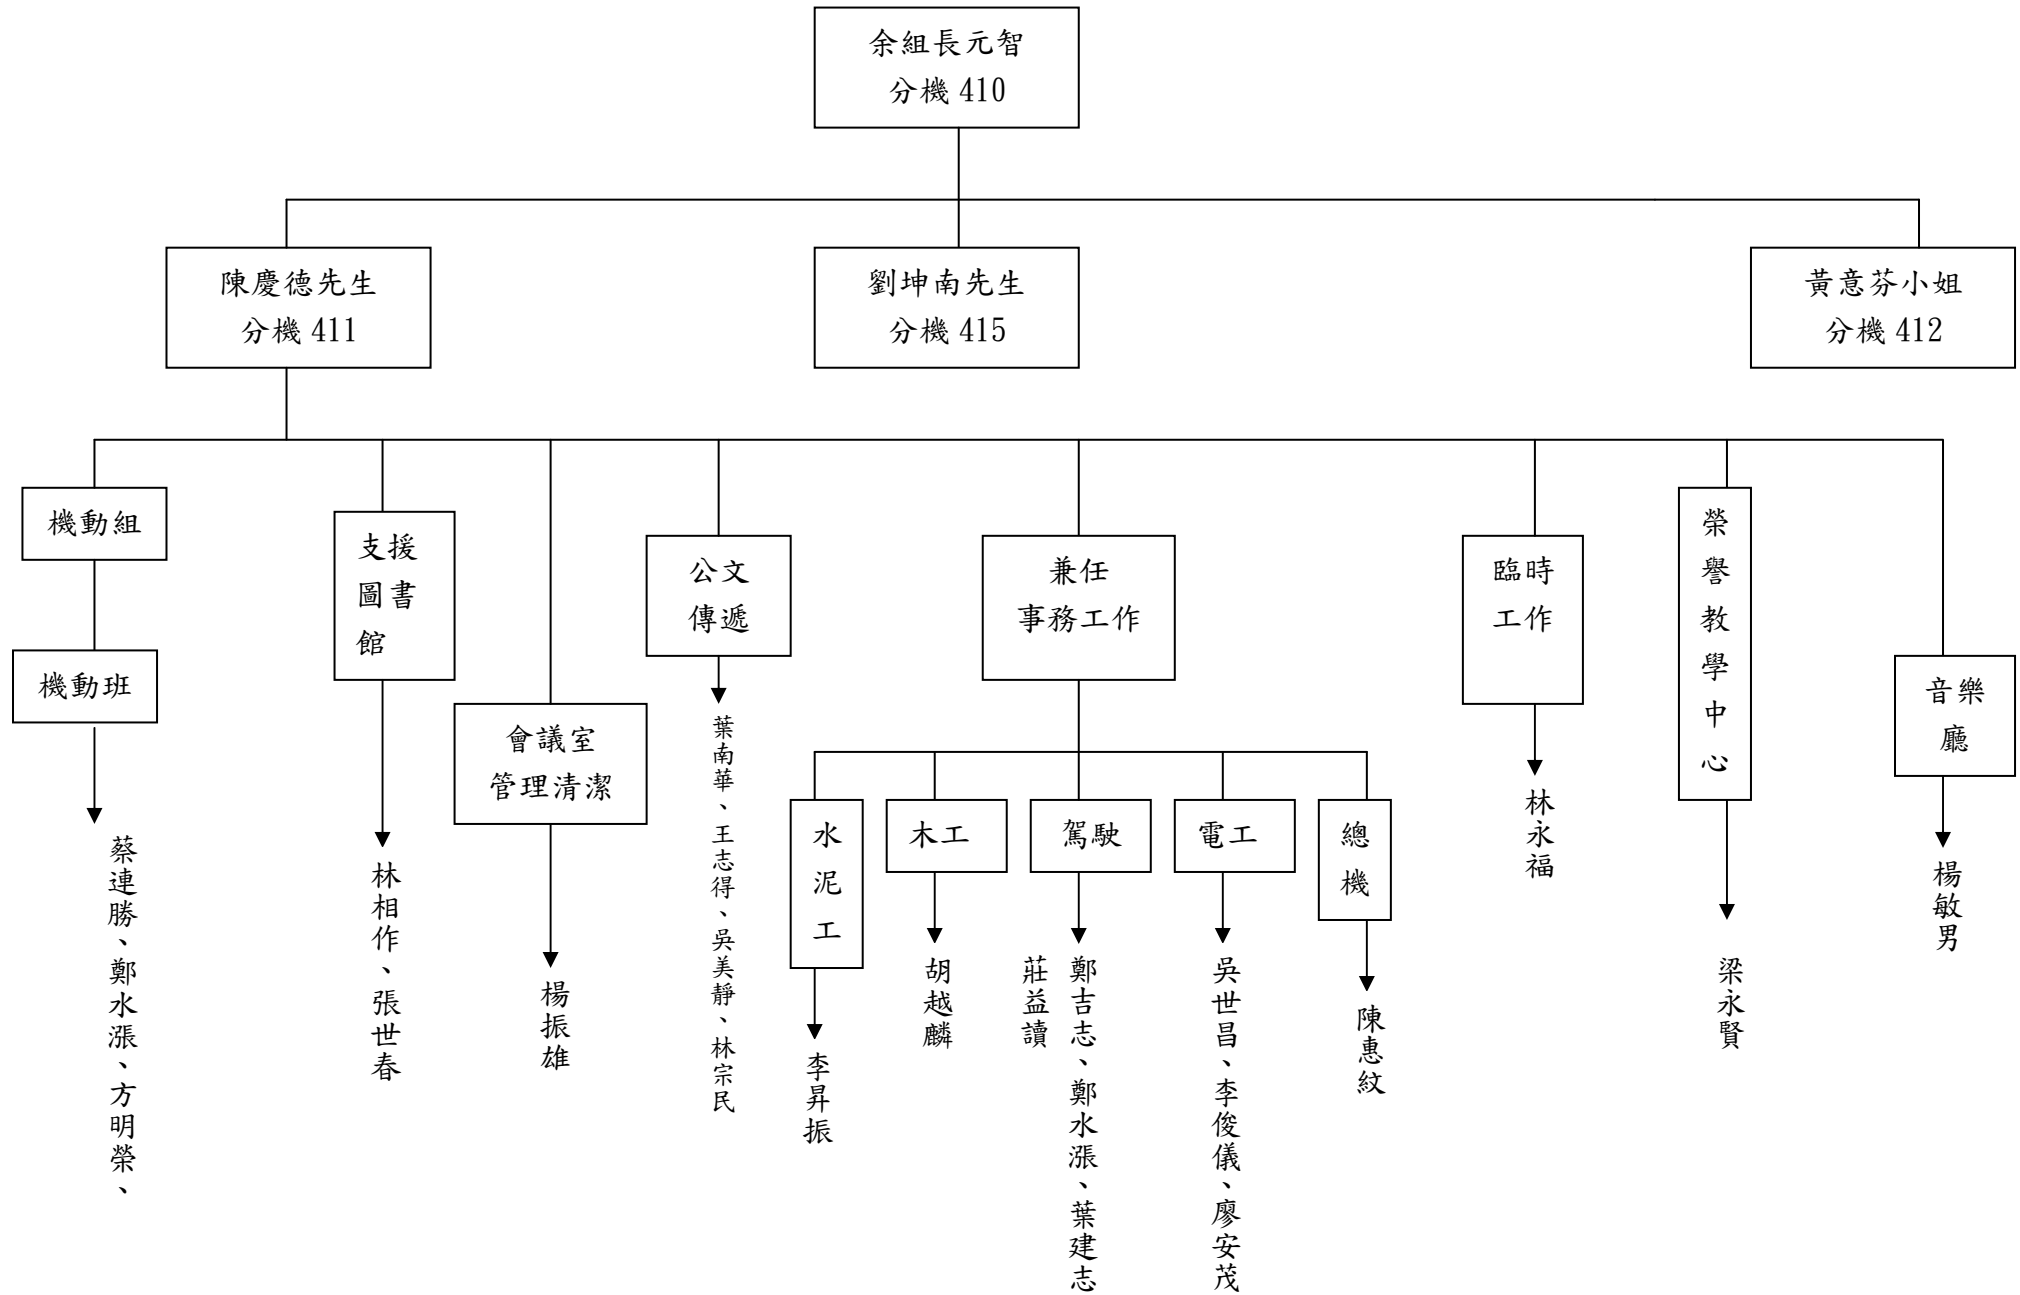 余組長元智
分機 410
陳慶德先生
分機 411
劉坤南先生
分機 415
黃意芬小姐
分機 412
機動組
機動班
蔡連勝、鄭水漲、方明榮、
支援
圖書
館
林相作、張世春
會議室
管理清潔
楊振雄
公文
傳遞
葉南華、王志得、吳美靜、林宗民
兼任
事務工作
水泥工
李昇振
木工
胡越麟
駕駛
鄭吉志、鄭水漲、葉建志
莊益讀
電工
吳世昌、李俊儀、廖安茂
總機
陳惠紋
臨時
工作
林永福
榮譽教學中心
梁永賢
音樂
廳
楊敏男